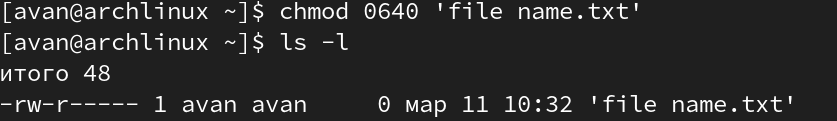 [avan@archlinux ~]$ chmod 0640 'file name.txt'
[avan@archlinux ~]$ ls -l
итого 48
-rw-r----- 1 avan avan     0 мар 11 10:32 'file name.txt'